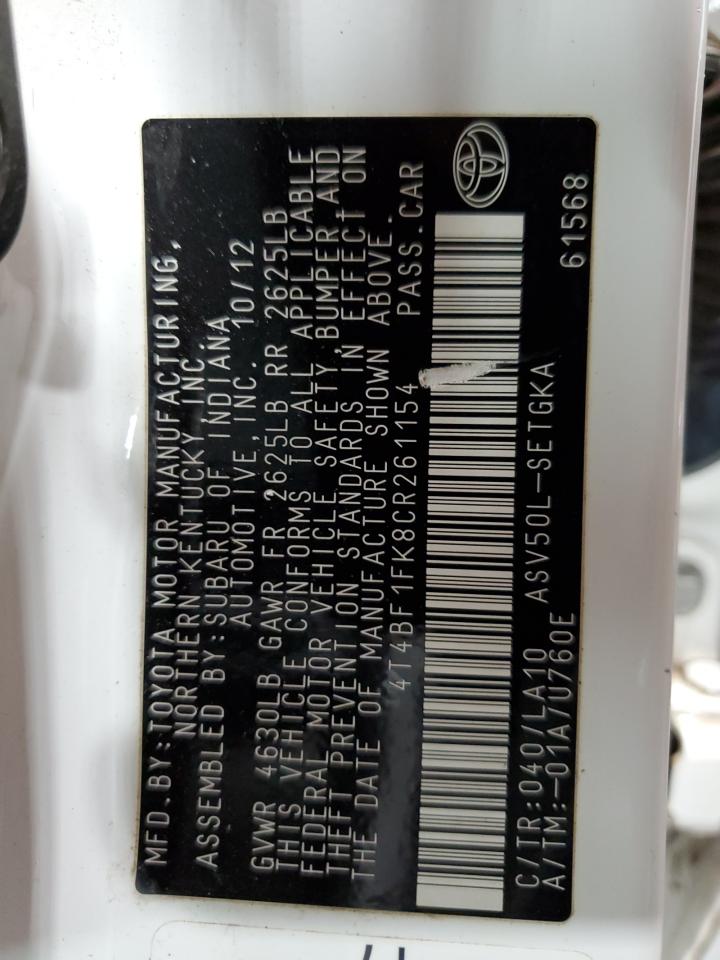 MFD.BY:TOYOTA MOTOR MANUFACTURING,
NORTHERN KENTUCKY,INC.
ASSEMBLED BY:SUBARU OF INDIANA
AUTOMOTIVE,INC. 10/12
GVWR 4630LB GAWR FR 2625LB RR 2625LB
THIS VEHICLE CONFORMS TO ALL APPLICABLE
FEDERAL MOTOR VEHICLE SAFETY,BUMPER,AND
THEFT PREVENTION STANDARDS IN EFFECT ON
THE DATE OF MANUFACTURE SHOWN ABOVE.
4T4BF1FK8CR261154 PASS.CAR
C/TR:040/LA10 ASV50L-SETGKA
A/TM:-01A/U760E 61568